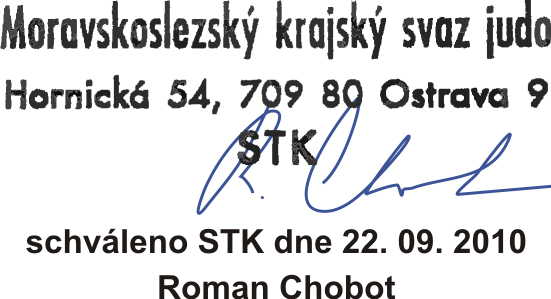 Moravskoslezský krajský svaz judo
Hornická 54, 709 80 Ostrava 9
STK
R. Chobot
schváleno STK dne 22. 09. 2010
Roman Chobot